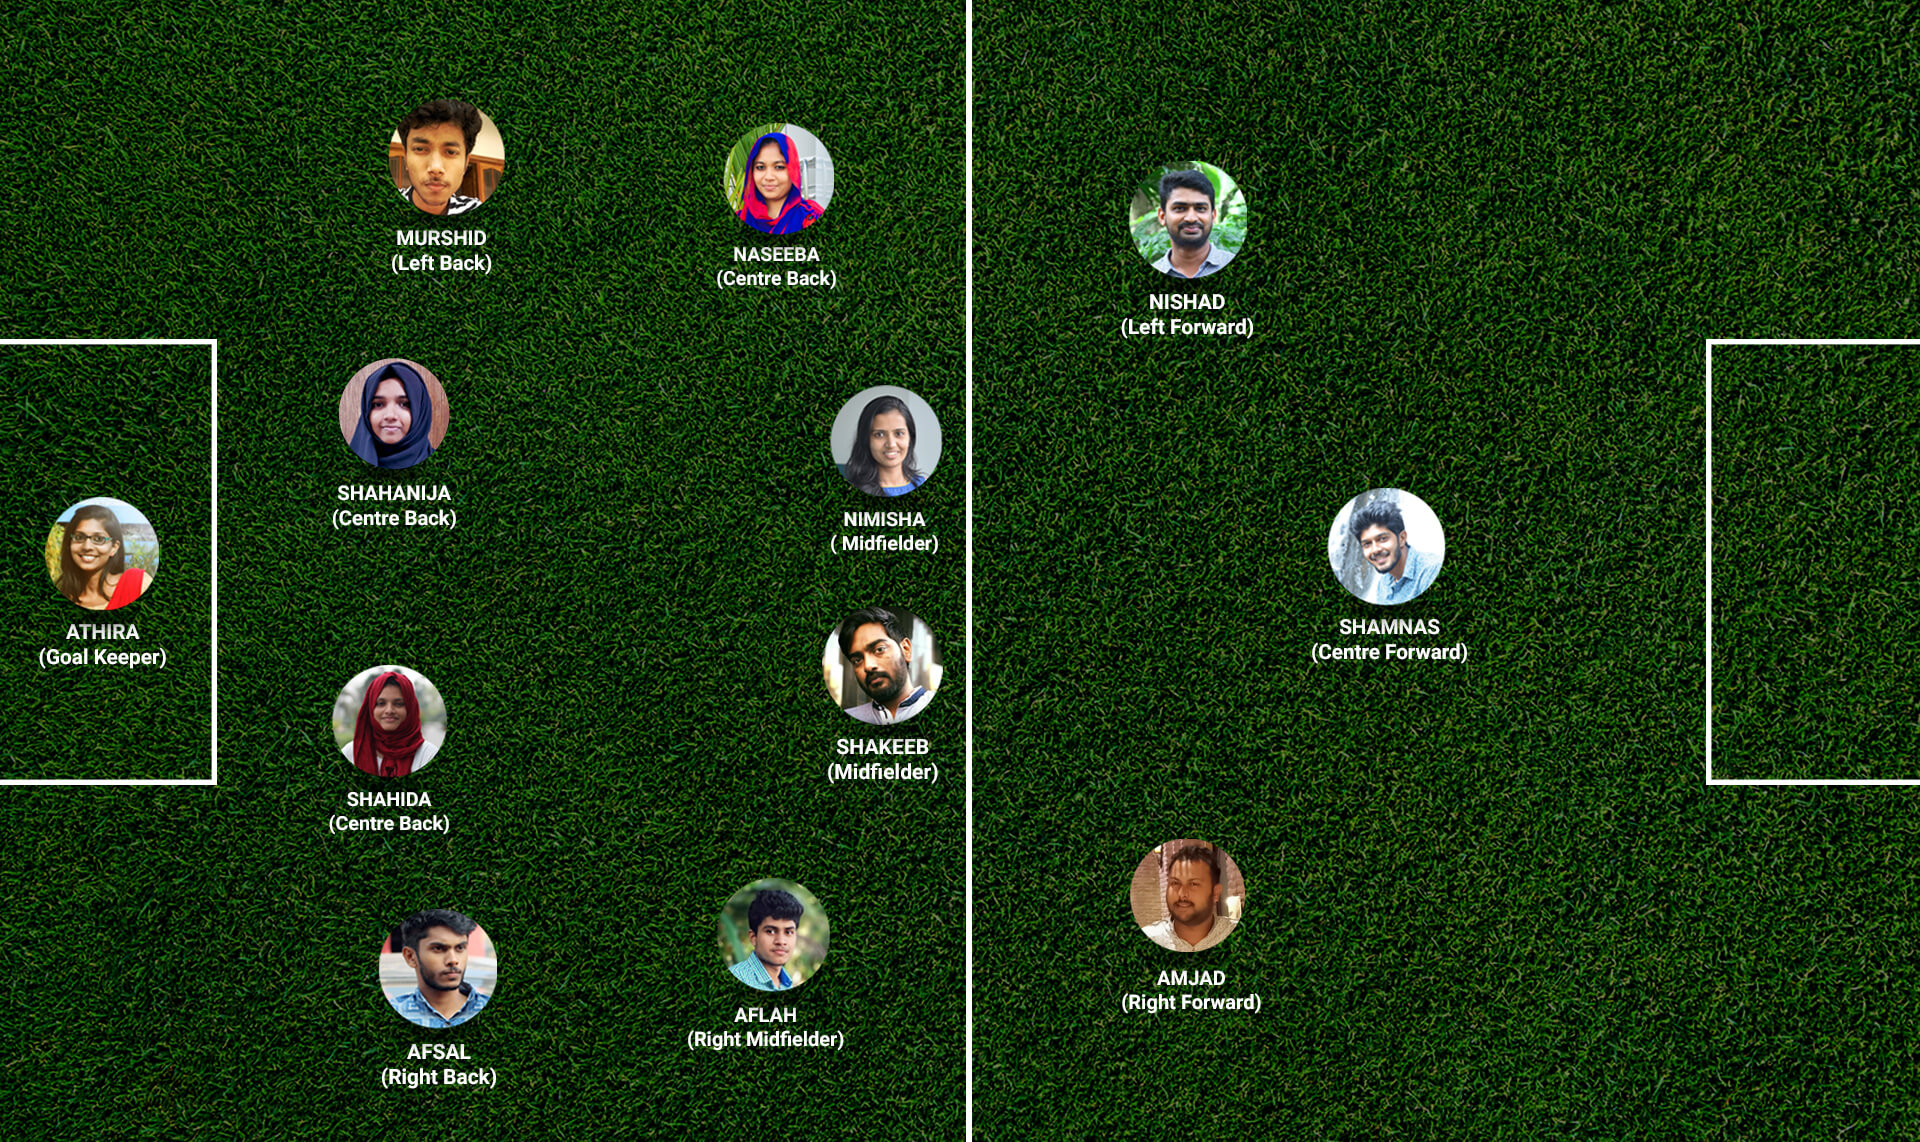 MURSHID
(Left Back)
NASEEBA
(Centre Back)
NISHAD
(Left Forward)
SHAHANIJA
(Centre Back)
NIMISHA
( Midfielder)
ATHIRA
(Goal Keeper)
SHAMNAS
(Centre Forward)
SHAKEEB
(Midfielder)
SHAHIDA
(Centre Back)
AMJAD
(Right Forward)
AFLAH
(Right Midfielder)
AFSAL
(Right Back)